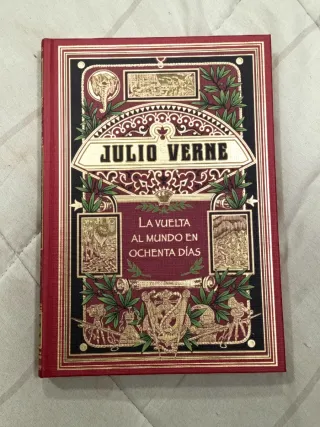 JULIO VERNE
LA VUELTA
AL MUNDO EN
OCHENTA DÍAS